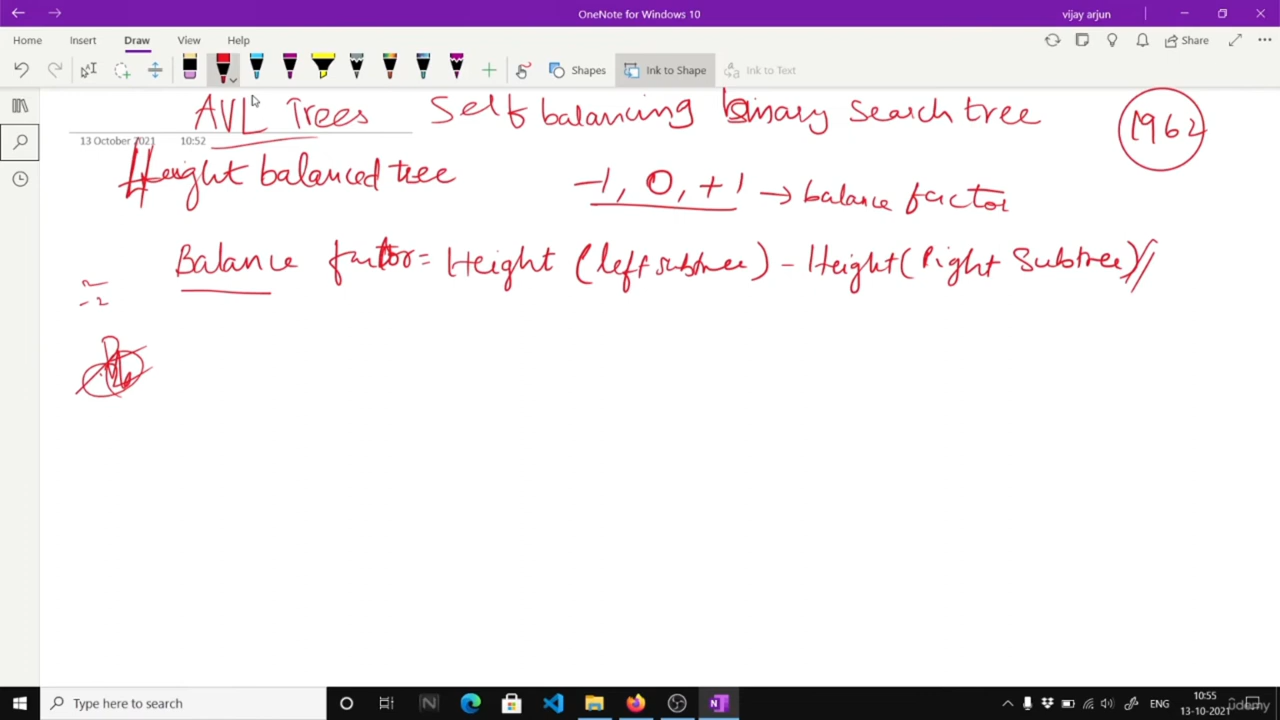 OneNote for Windows 10
vijay arjun
Home Insert Draw View Help
Share
Shapes Ink to Shape Ink to Text
AVL Trees Self balancing binary search tree 1962
13 October 2021 10:52
Height balanced tree -1, 0, +1 → balance factor
Balance factor = Height (left subtree) - Height (Right Subtree) //
-2
Type here to search
N
ENG
10:55
13-10-2021
udemy